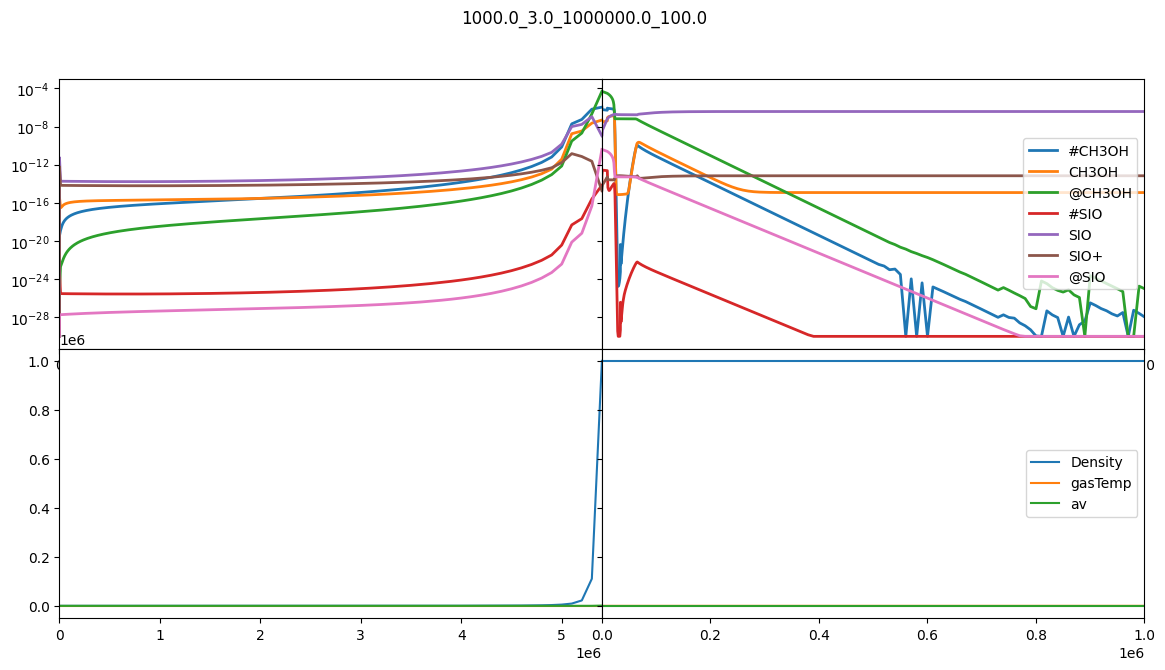 1000.0_3.0_1000000.0_100.0
10⁻⁴
10⁻⁸
10⁻¹²
10⁻¹⁶
10⁻²⁰
10⁻²⁴
10⁻²⁸
#CH3OH
CH3OH
@CH3OH
#SIO
SIO
SIO+
@SIO
1e6
0
1.0
0.8
0.6
0.4
0.2
0.0
Density
gasTemp
av
0 1 2 3 4 5 0.0 0.2 0.4 0.6 0.8 1.0
1e6 1e6